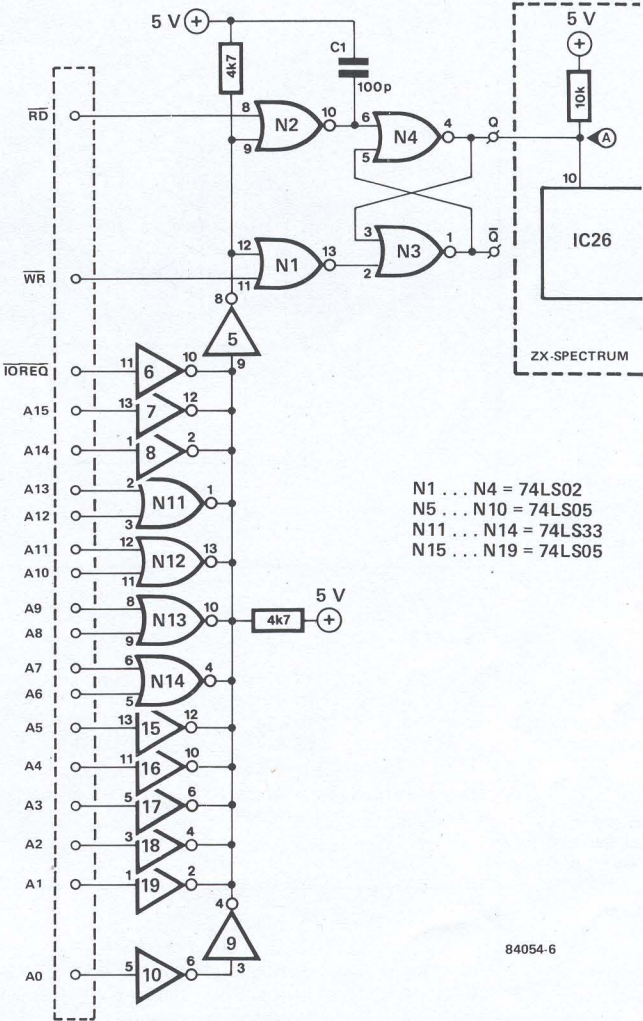 5 V +
5 V
+
4k7
C1
100p
10k
RD
8
N2
10
9
6
N4
4
5
Q
A
10
12
N1
13
11
3
N3
1
2
Q
IC26
WR
8
5
9
ZX-SPECTRUM
IOREQ
11
6
10
A15
13
7
12
A14
1
8
2
A13
2
N11
1
A12
3
N1 . . . N4 = 74LS02
N5 . . . N10 = 74LS05
N11 . . . N14 = 74LS33
N15 . . . N19 = 74LS05
A11
12
N12
13
A10
11
A9
8
N13
10
A8
9
4k7
5 V
+
A7
6
N14
4
A6
5
A5
13
15
12
A4
11
16
10
A3
5
17
6
A2
3
18
4
A1
1
19
2
4
9
3
A0
5
10
6
84054-6